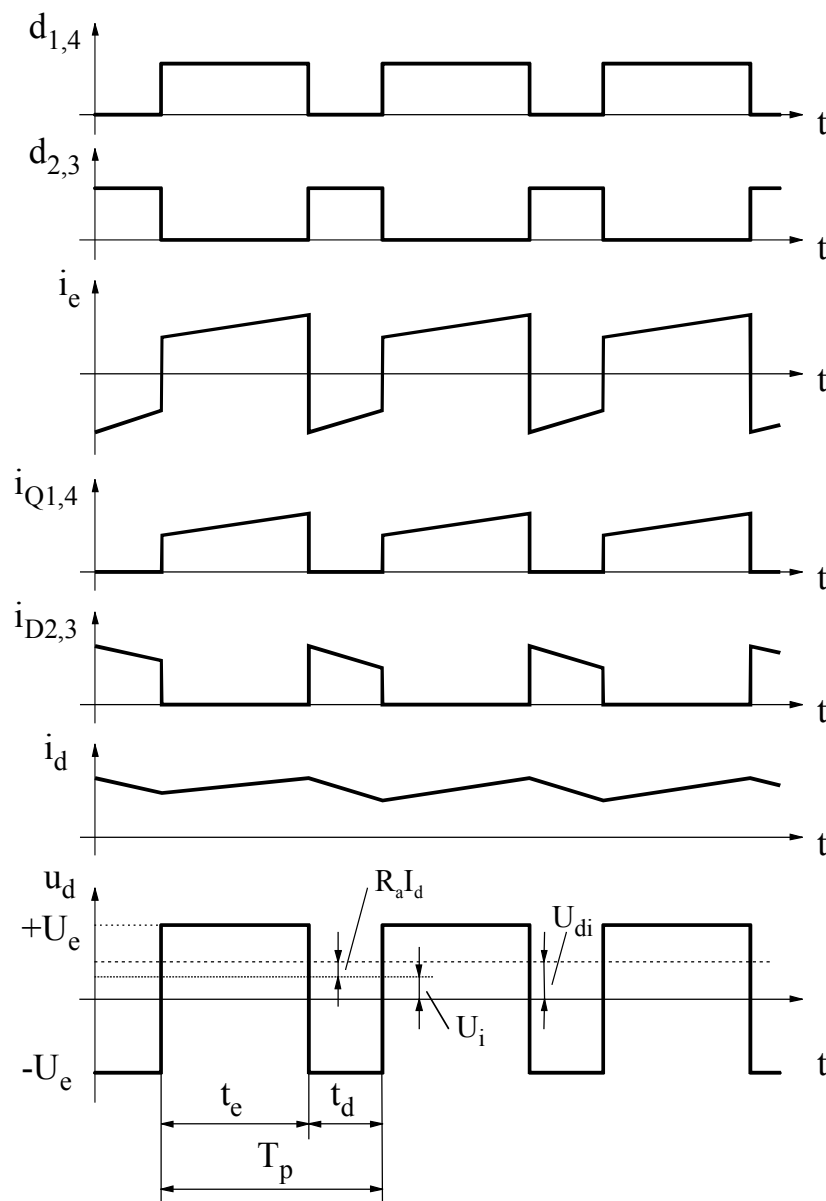 d1,4
t
d2,3
t
ie
t
iQ1,4
t
iD2,3
t
id
t
ud
RaId
+Ue
Udi
Ui
-Ue
t
te
td
Tp